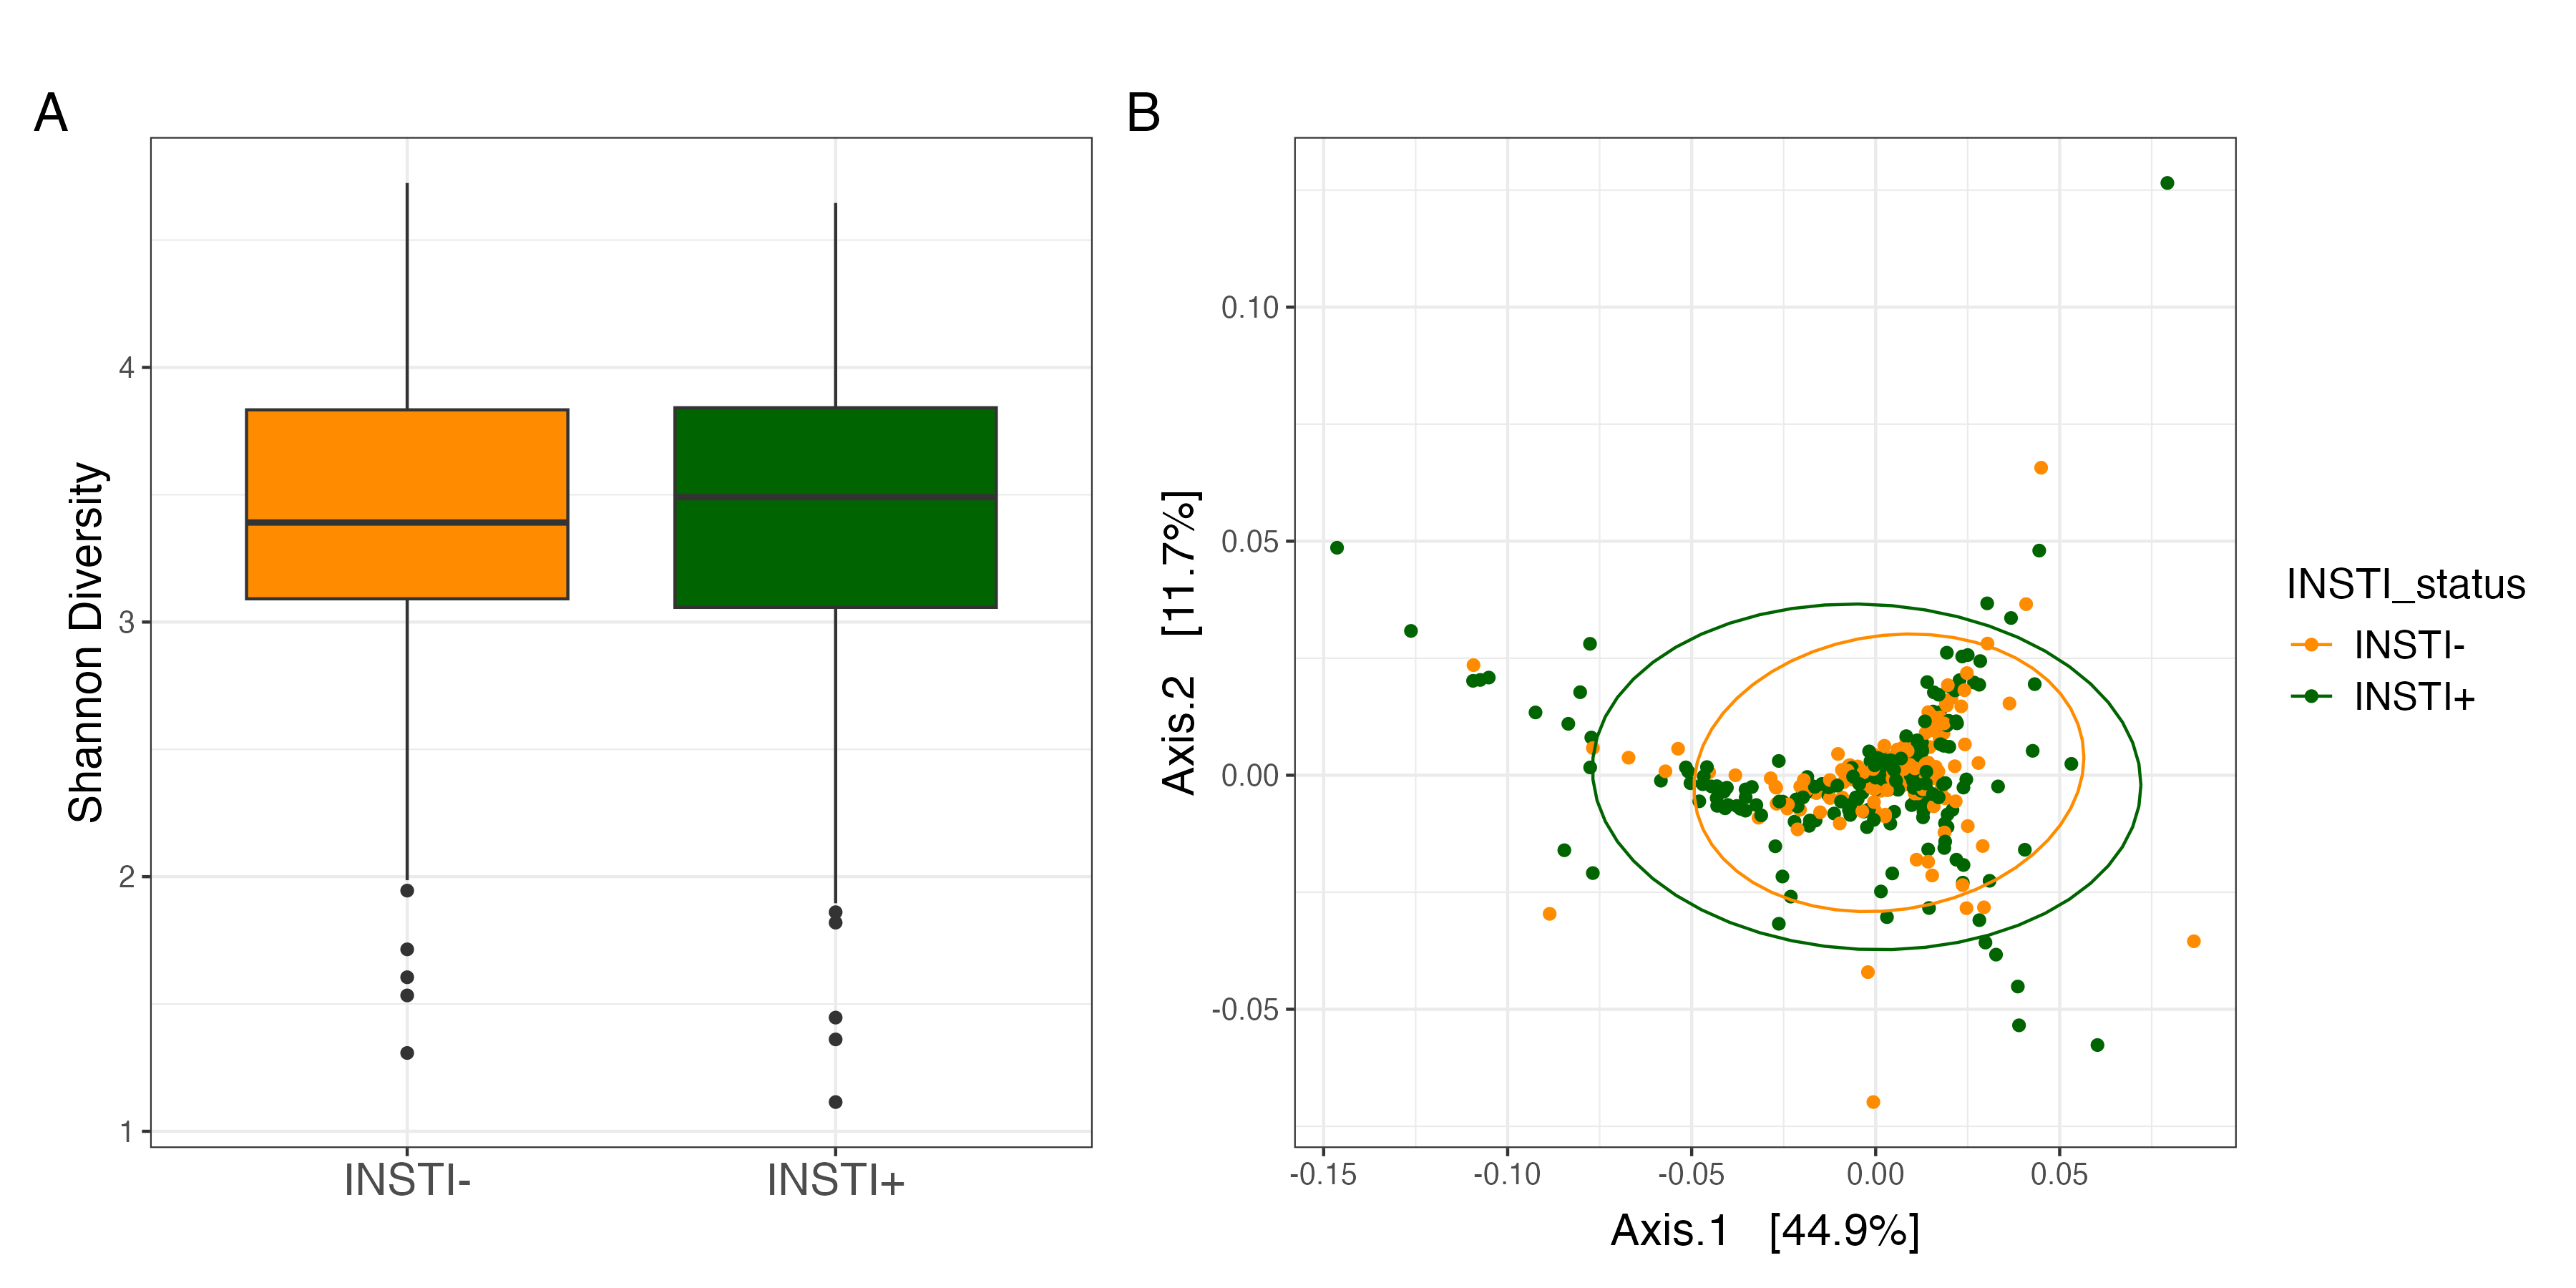 A
Shannon Diversity
4
3
2
1
INSTI-
INSTI+
B
Axis.2 [11.7%]
0.10
0.05
0.00
-0.05
-0.15
-0.10
-0.05
0.00
0.05
Axis.1 [44.9%]
INSTI_status
INSTI-
INSTI+